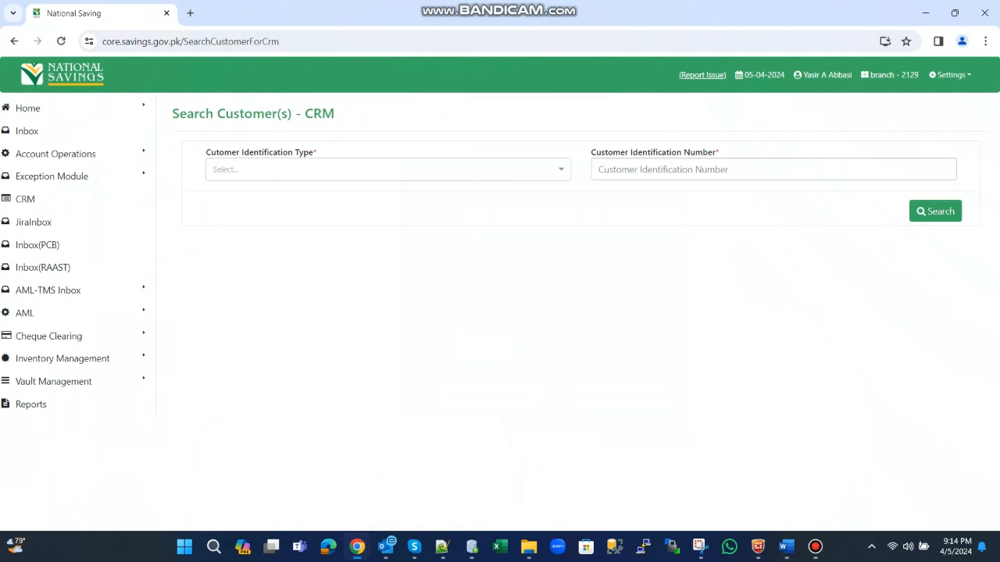 www.BANDICAM.com
National Saving
core.savings.gov.pk/SearchCustomerForCrm
NATIONAL
SAVINGS
(Report Issue) 05-04-2024 Yasir A Abbasi branch - 2129 Settings
Home
Inbox
Account Operations
Exception Module
CRM
JiraInbox
Inbox(PCB)
Inbox(RAAST)
AML-TMS Inbox
AML
Cheque Clearing
Inventory Management
Vault Management
Reports
Search Customer(s) - CRM
Cutomer Identification Type* Customer Identification Number*
Select... Customer Identification Number
Search
79°
PRE
zoom
9:14 PM
4/5/2024